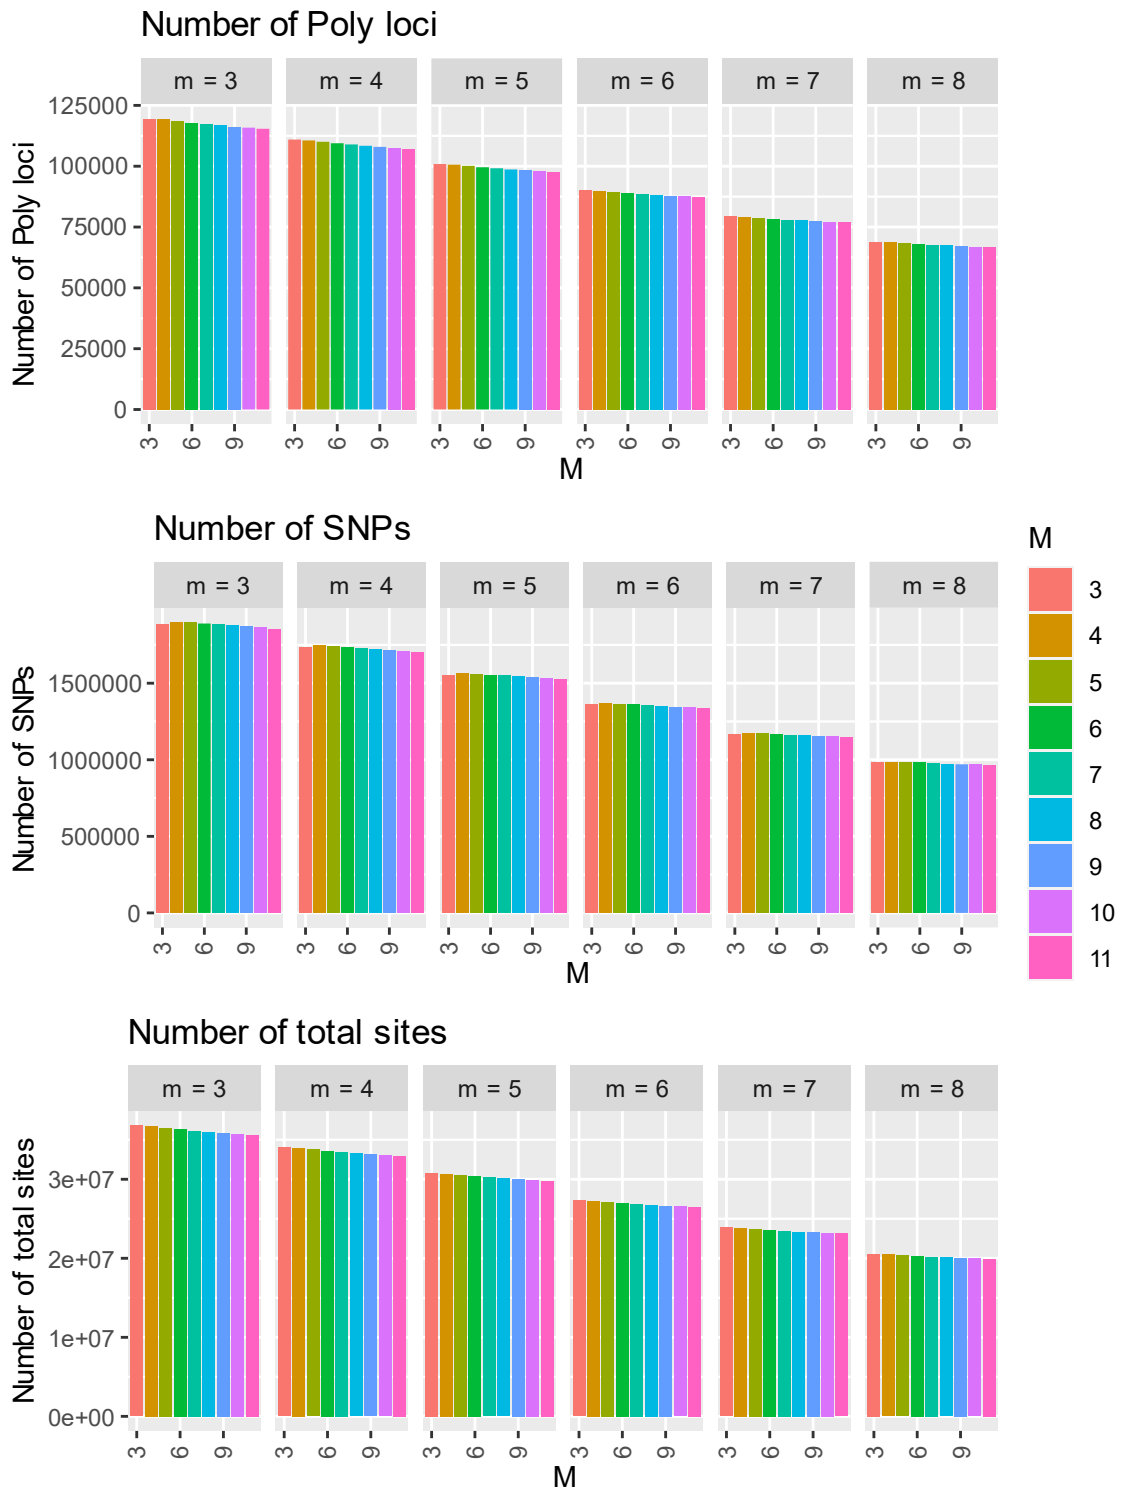 Number of Poly loci
m = 3 m = 4 m = 5 m = 6 m = 7 m = 8
Number of Poly loci
125000
100000
75000
50000
25000
0
3 6 9 3 6 9 3 6 9 3 6 9 3 6 9 3 6 9
M
Number of SNPs
m = 3 m = 4 m = 5 m = 6 m = 7 m = 8
Number of SNPs
1500000
1000000
500000
0
3 6 9 3 6 9 3 6 9 3 6 9 3 6 9 3 6 9
M
M
3
4
5
6
7
8
9
10
11
Number of total sites
m = 3 m = 4 m = 5 m = 6 m = 7 m = 8
Number of total sites
3e+07
2e+07
1e+07
0e+00
3 6 9 3 6 9 3 6 9 3 6 9 3 6 9 3 6 9
M